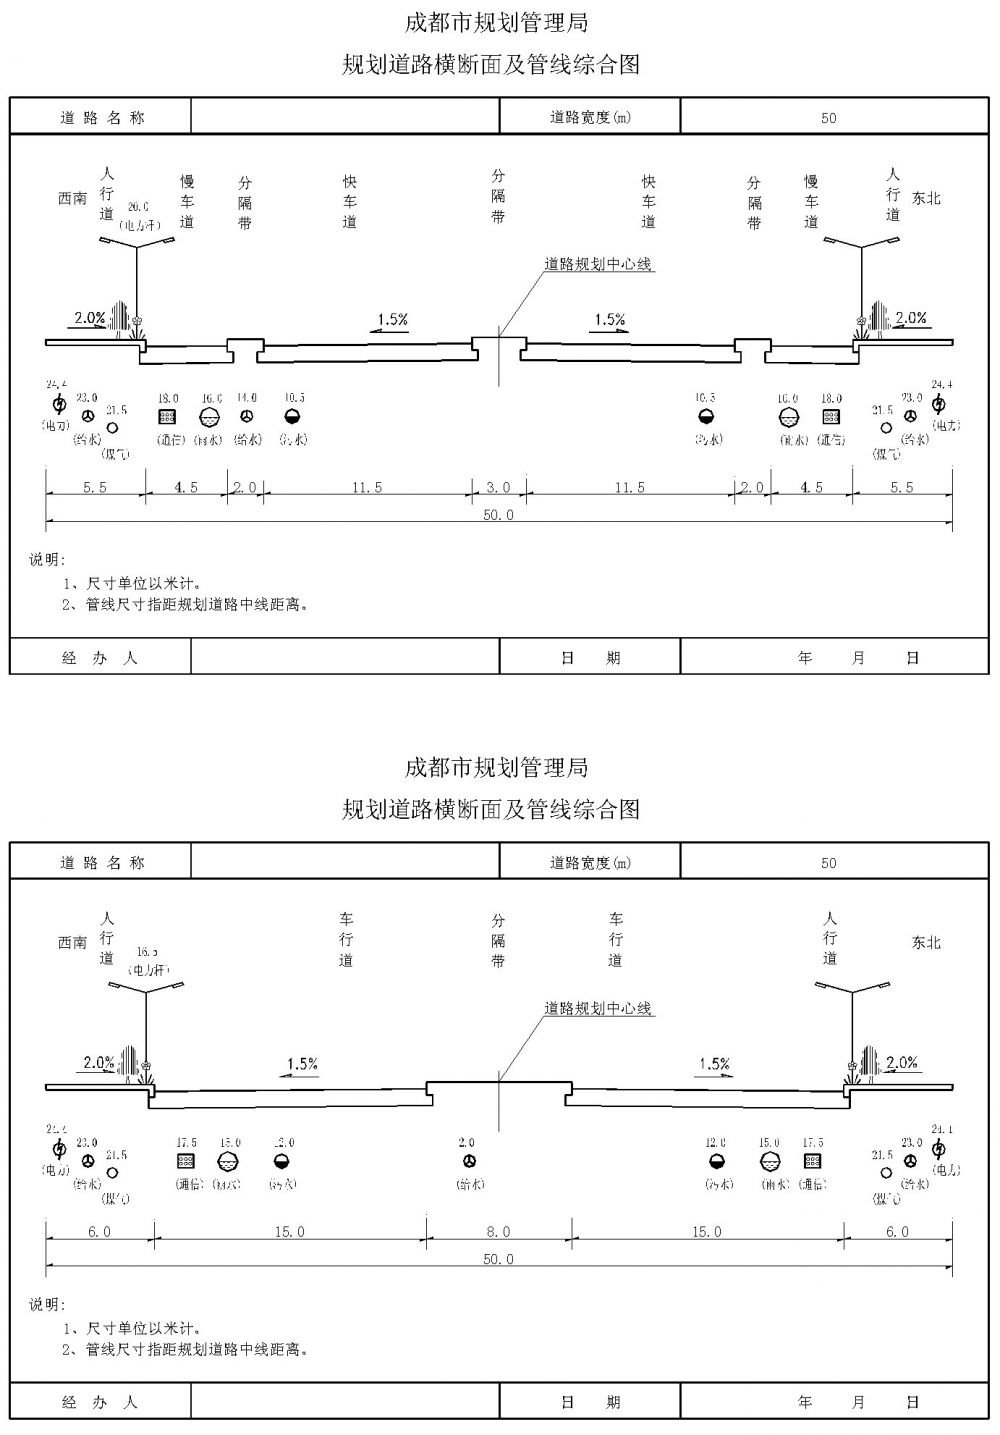 成都市规划管理局
规划道路横断面及管线综合图
道路名称 道路宽度(m) 50
西南 人行道 慢车道 分隔带 快车道 分隔带 快车道 分隔带 慢车道 人行道 东北
20.0
(电力杆)
道路规划中心线
2.0% 1.5% 1.5% 2.0%
24.4 23.0 21.5 18.0 16.0 14.0 10.5 10.5 16.0 18.0 21.5 23.0 24.4
(电力) (给水) (煤气) (通信) (雨水) (给水) (污水) (污水) (雨水) (通信) (煤气) (给水) (电力)
5.5 4.5 2.0 11.5 3.0 11.5 2.0 4.5 5.5
50.0
说明:
1、尺寸单位以米计。
2、管线尺寸指距规划道路中线距离。
经办人 日期 年 月 日
成都市规划管理局
规划道路横断面及管线综合图
道路名称 道路宽度(m) 50
西南 人行道 车行道 分隔带 车行道 人行道 东北
16.5
(电力杆)
道路规划中心线
2.0% 1.5% 1.5% 2.0%
24.4 23.0 21.5 17.5 15.0 12.0 2.0 12.0 15.0 17.5 21.5 23.0 24.4
(电力) (给水) (煤气) (通信) (雨水) (污水) (给水) (污水) (雨水) (通信) (煤气) (给水) (电力)
6.0 15.0 8.0 15.0 6.0
50.0
说明:
1、尺寸单位以米计。
2、管线尺寸指距规划道路中线距离。
经办人 日期 年 月 日